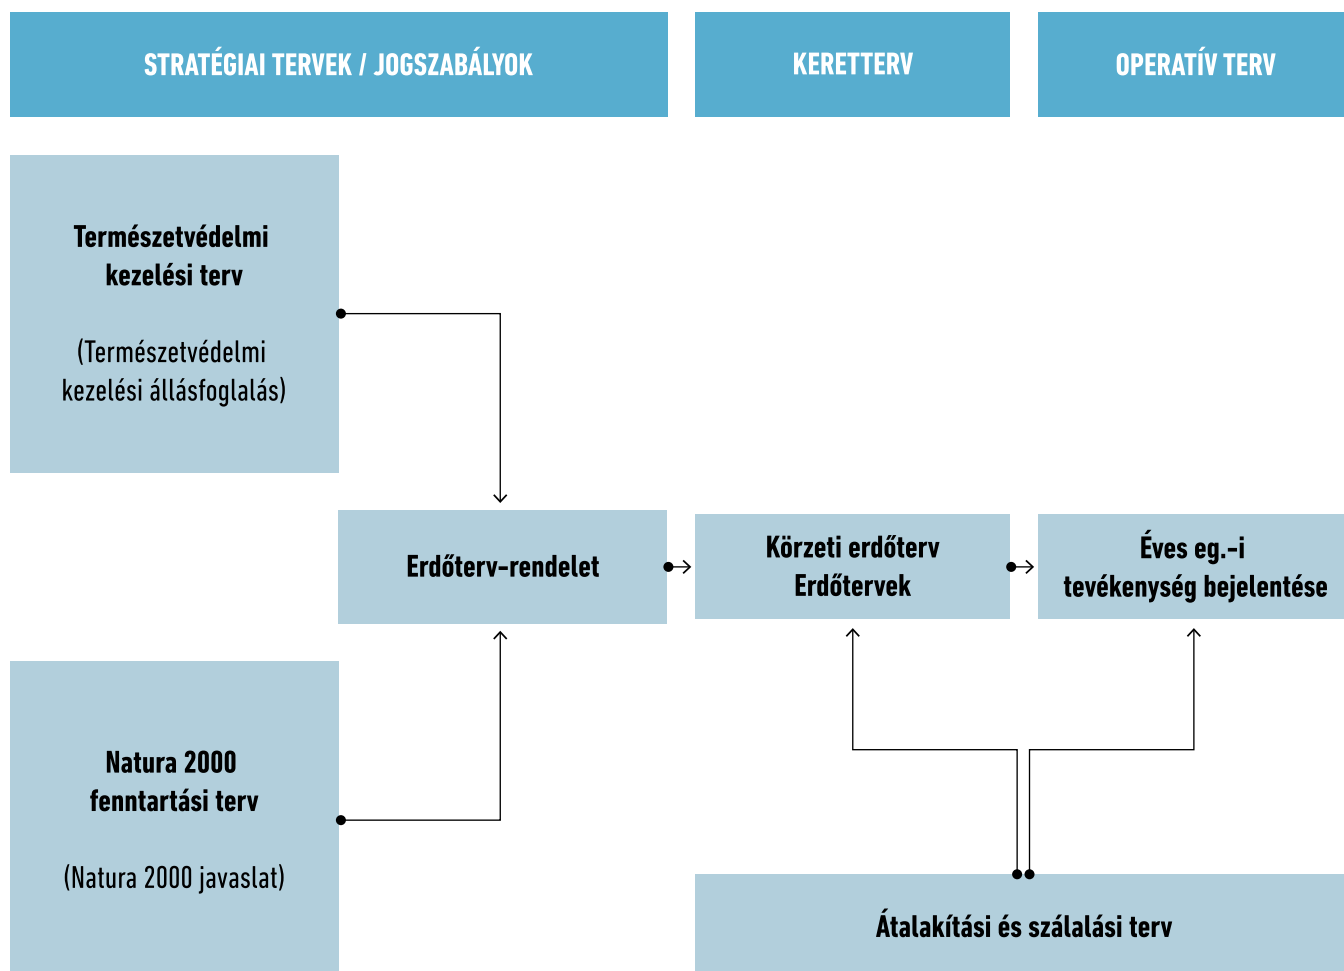 STRATÉGIAI TERVEK / JOGSZABÁLYOK
KERETTERV
OPERATÍV TERV
Természetvédelmi
kezelési terv
(Természetvédelmi
kezelési állásfoglalás)
Erdőterv-rendelet
Körzeti erdőterv
Erdőtervek
Éves eg.-i
tevékenység bejelentése
Natura 2000
fenntartási terv
(Natura 2000 javaslat)
Átalakítási és szálalási terv